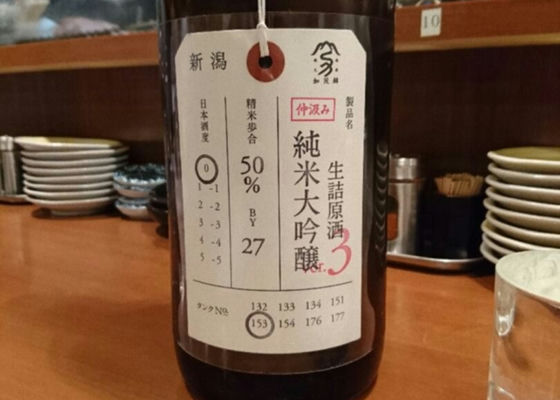 10
新潟
加茂錦
製品名
仲汲み
生詰原酒
純米大吟醸
ver.3
精米歩合
50%
BY
27
日本酒度
0
1 -1
2 -2
3 -3
4 -4
5 -5
タンクNo.
132 133 134 151
153 154 176 177